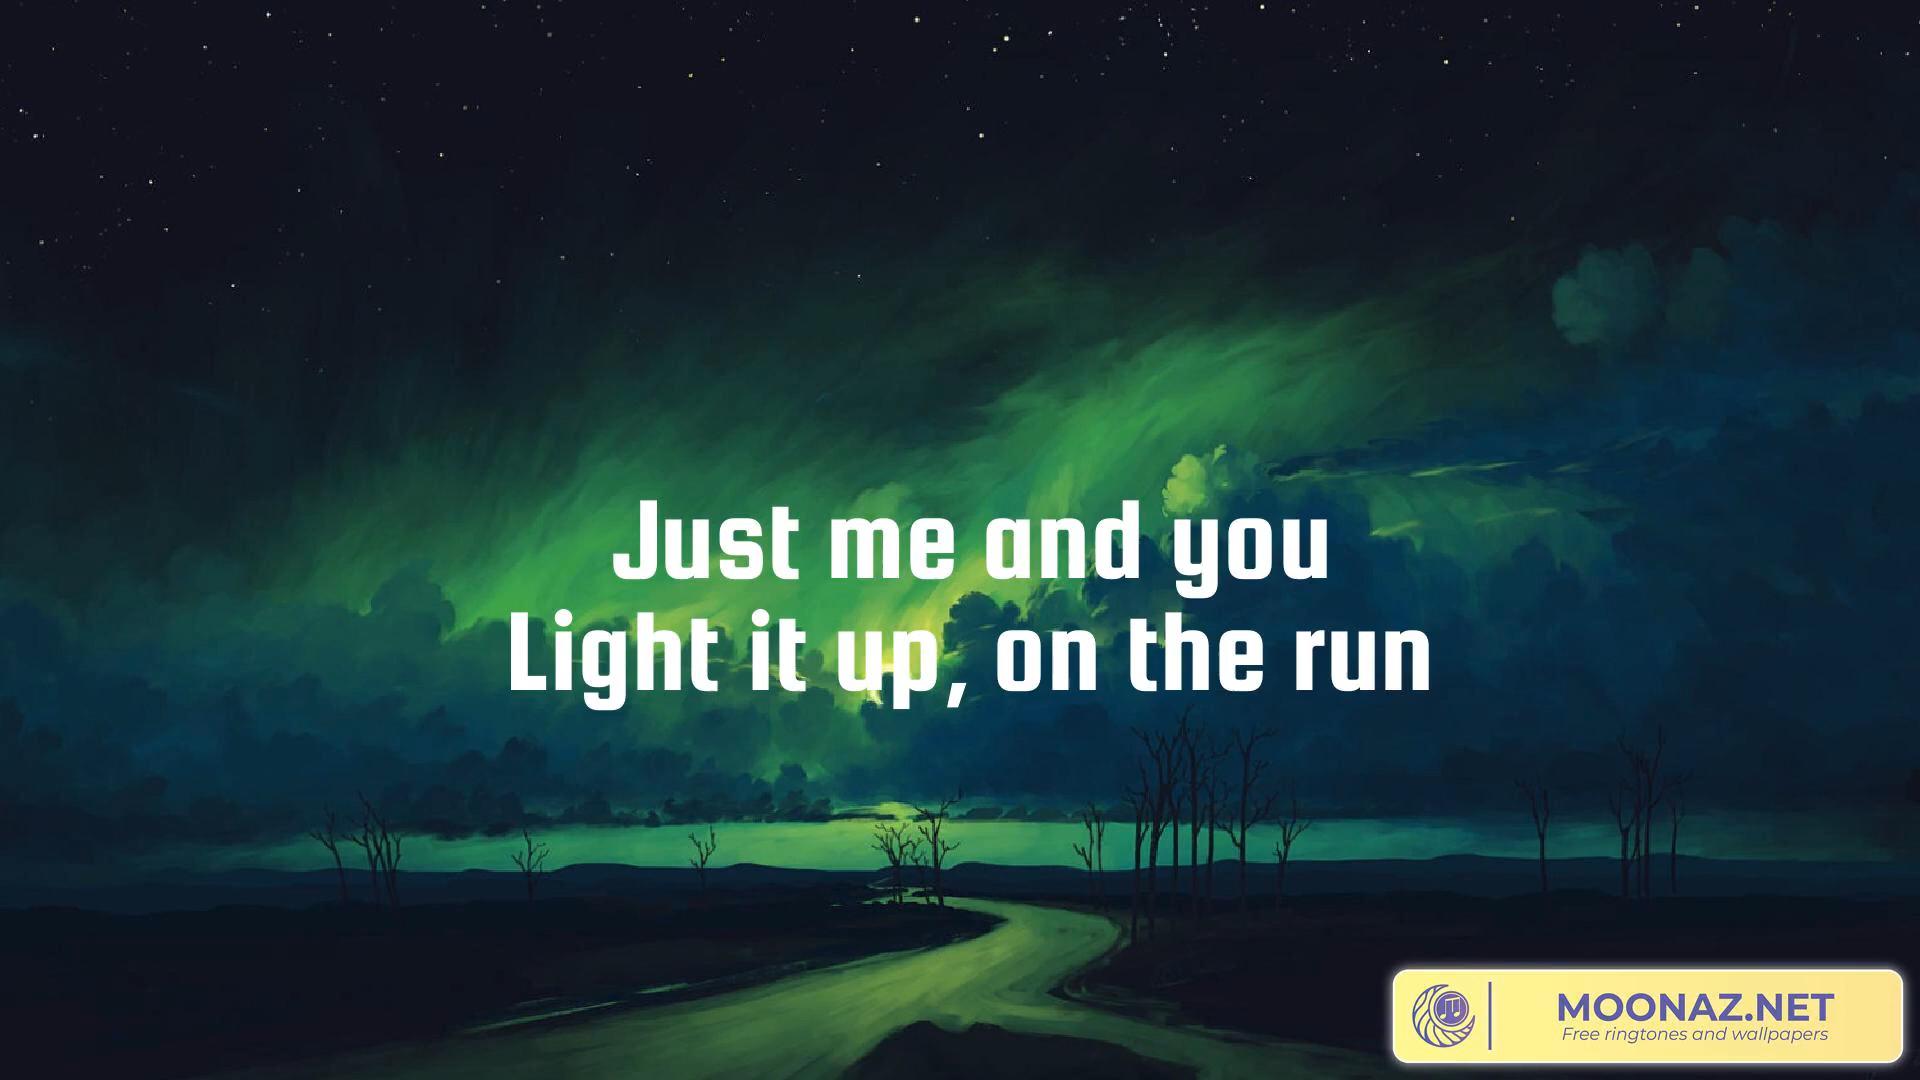 Just me and you
Light it up, on the run
MOONAZ.NET
Free ringtones and wallpapers